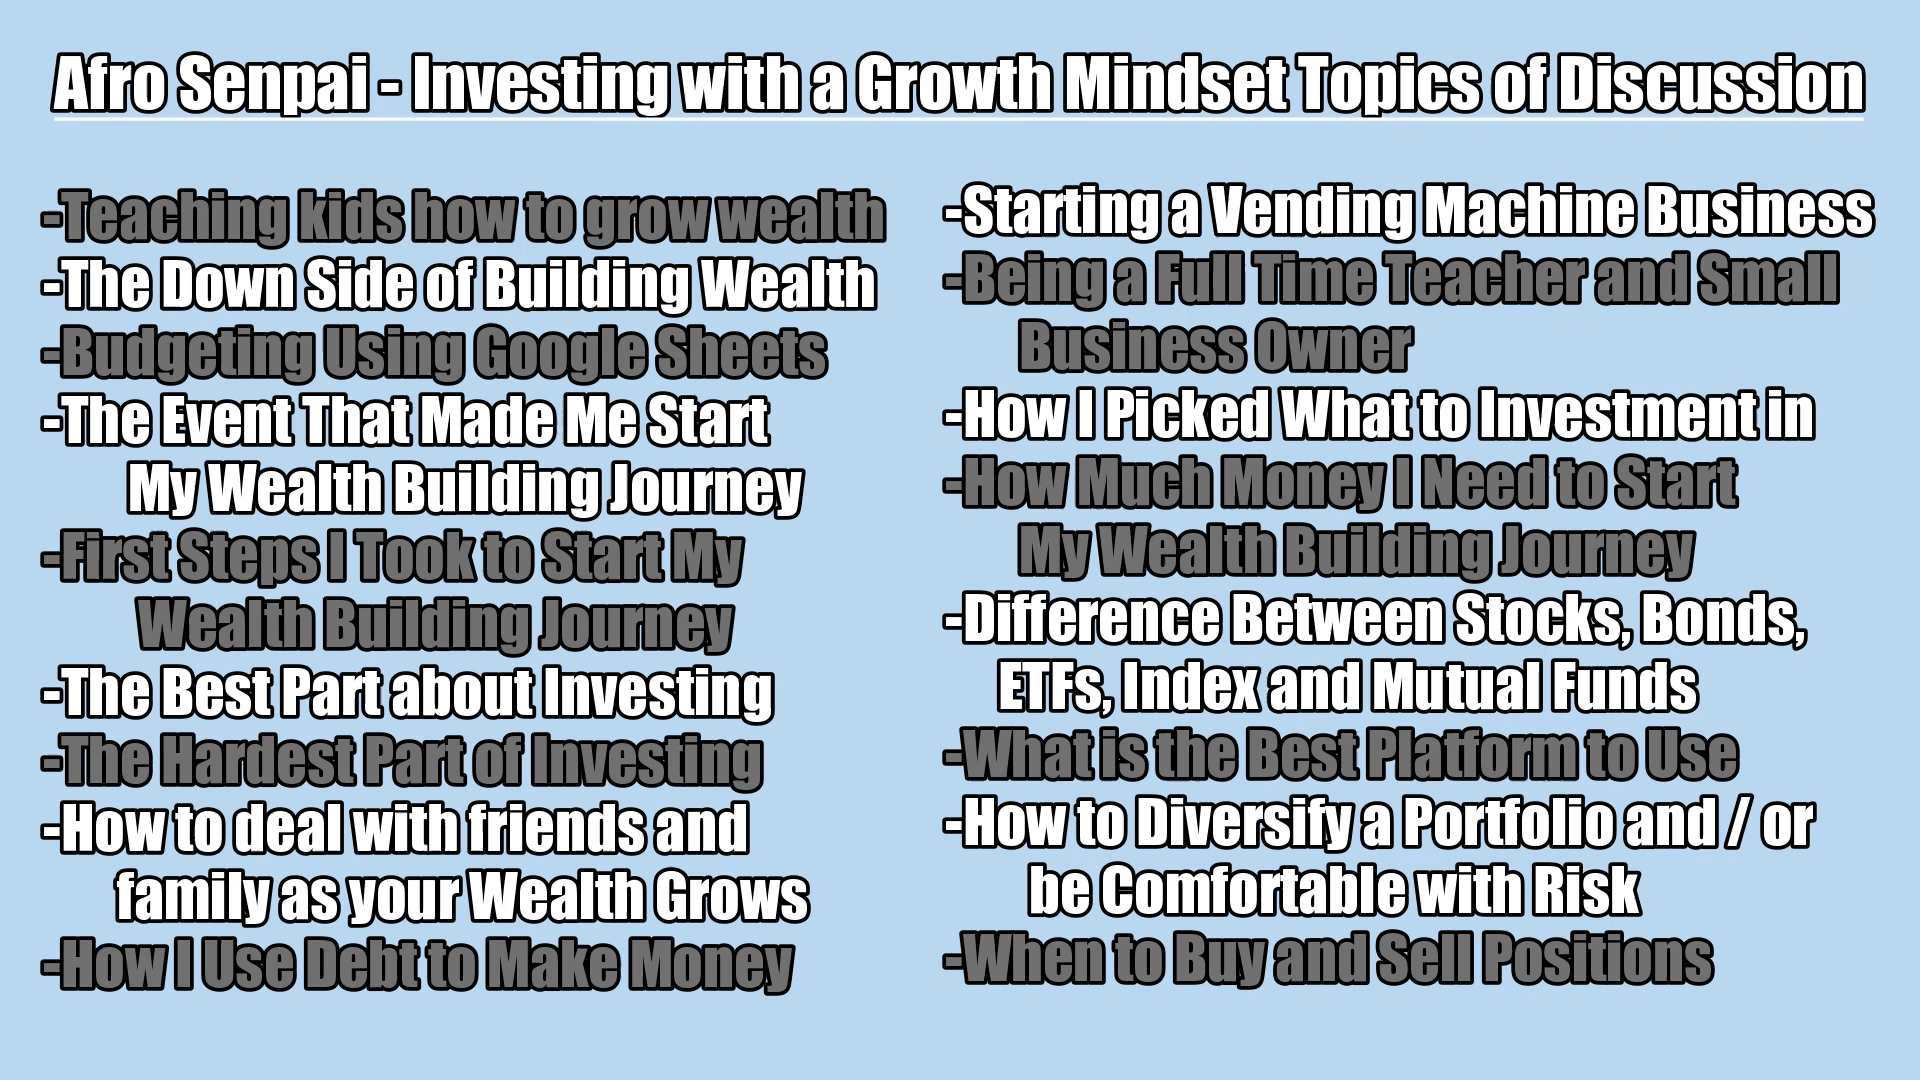 Afro Senpai - Investing with a Growth Mindset Topics of Discussion
-Teaching kids how to grow wealth
-The Down Side of Building Wealth
-Budgeting Using Google Sheets
-The Event That Made Me Start
My Wealth Building Journey
-First Steps I Took to Start My
Wealth Building Journey
-The Best Part about Investing
-The Hardest Part of Investing
-How to deal with friends and
family as your Wealth Grows
-How I Use Debt to Make Money
-Starting a Vending Machine Business
-Being a Full Time Teacher and Small
Business Owner
-How I Picked What to Investment in
-How Much Money I Need to Start
My Wealth Building Journey
-Difference Between Stocks, Bonds,
ETFs, Index and Mutual Funds
-What is the Best Platform to Use
-How to Diversify a Portfolio and / or
be Comfortable with Risk
-When to Buy and Sell Positions